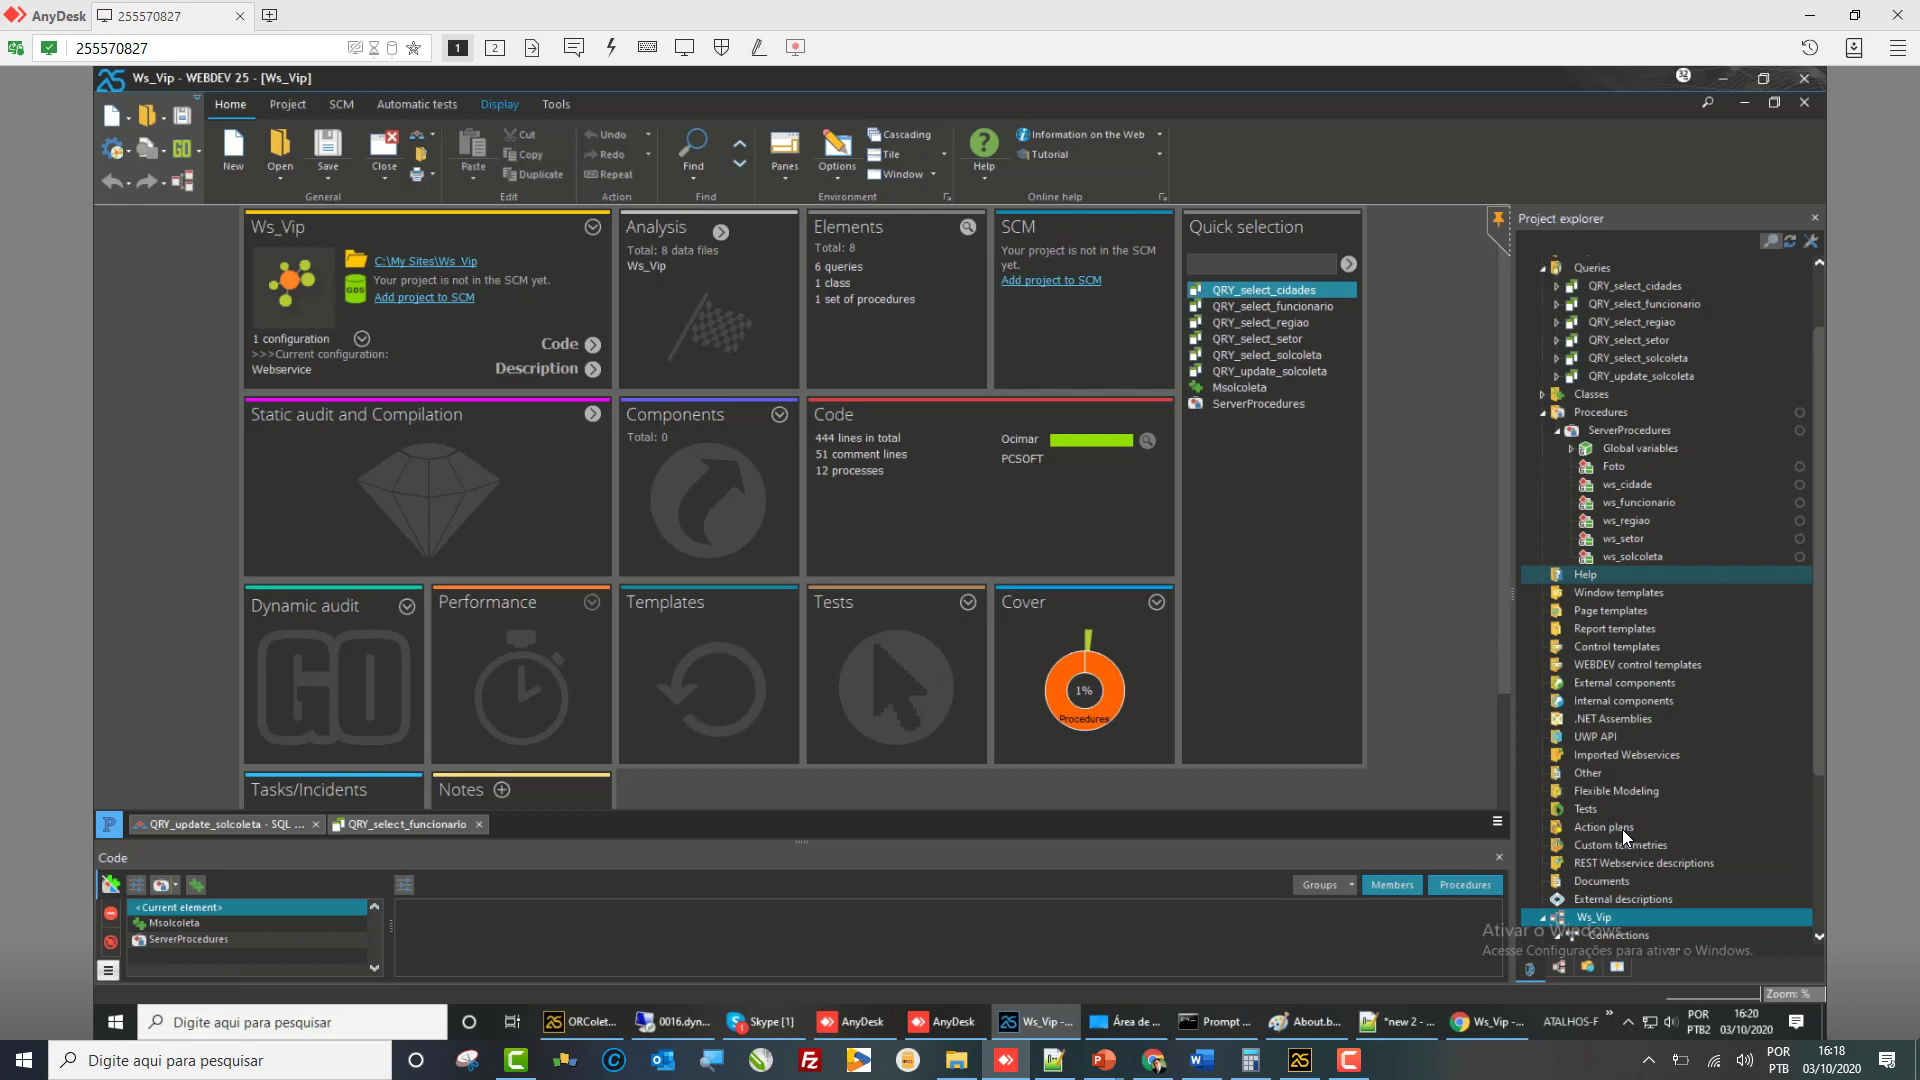 AnyDesk 255570827
255570827 1 2
25 Ws_Vip - WEBDEV 25 - [Ws_Vip] 32
Home Project SCM Automatic tests Display Tools
New Open Save Close
General
Paste Cut
Copy
Duplicate
Edit
Undo
Redo
Repeat
Action
Find
Find
Panes Options Cascading
Tile
Window
Environment
Help Information on the Web
Tutorial
Online help
GO
Ws_Vip
C:\My Sites\Ws_Vip
Your project is not in the SCM yet.
GDS Add project to SCM
1 configuration
>>>Current configuration:
Webservice
Code
Description
Analysis
Total: 8 data files
Ws_Vip
Elements
Total: 8
6 queries
1 class
1 set of procedures
SCM
Your project is not in the SCM
yet.
Add project to SCM
Quick selection
QRY_select_cidades
QRY_select_funcionario
QRY_select_regiao
QRY_select_setor
QRY_select_solcoleta
QRY_update_solcoleta
Msolcoleta
ServerProcedures
Static audit and Compilation
Components
Total: 0
Code
444 lines in total
51 comment lines
12 processes
Ocimar
PCSOFT
Dynamic audit
GO
Performance
Templates
Tests
Cover
1%
Procedures
Tasks/Incidents
Notes
P QRY_update_solcoleta - SQL ... × QRY_select_funcionario ×
Code
Groups Members Procedures
<Current element>
Msolcoleta
ServerProcedures
Project explorer
Queries
QRY_select_cidades
QRY_select_funcionario
QRY_select_regiao
QRY_select_setor
QRY_select_solcoleta
QRY_update_solcoleta
Classes
Procedures
ServerProcedures
Global variables
Foto
ws_cidade
ws_funcionario
ws_regiao
ws_setor
ws_solcoleta
Help
Window templates
Page templates
Report templates
Control templates
WEBDEV control templates
External components
Internal components
.NET Assemblies
UWP API
Imported Webservices
Other
Flexible Modeling
Tests
Action plans
Custom telemetries
REST Webservice descriptions
Documents
External descriptions
Ws_Vip
Connections
Ativar o Windows
Acesse Configurações para ativar o Windows.
Zoom: %
Digite aqui para pesquisar
ORColet... 0016.dyn... Skype [1] AnyDesk AnyDesk Ws_Vip -... Área de ... Prompt ... About.b... *new 2 - ... Ws_Vip -... ATALHOS-F
POR
PTB2
16:20
03/10/2020
Digite aqui para pesquisar
POR
PTB
16:18
03/10/2020